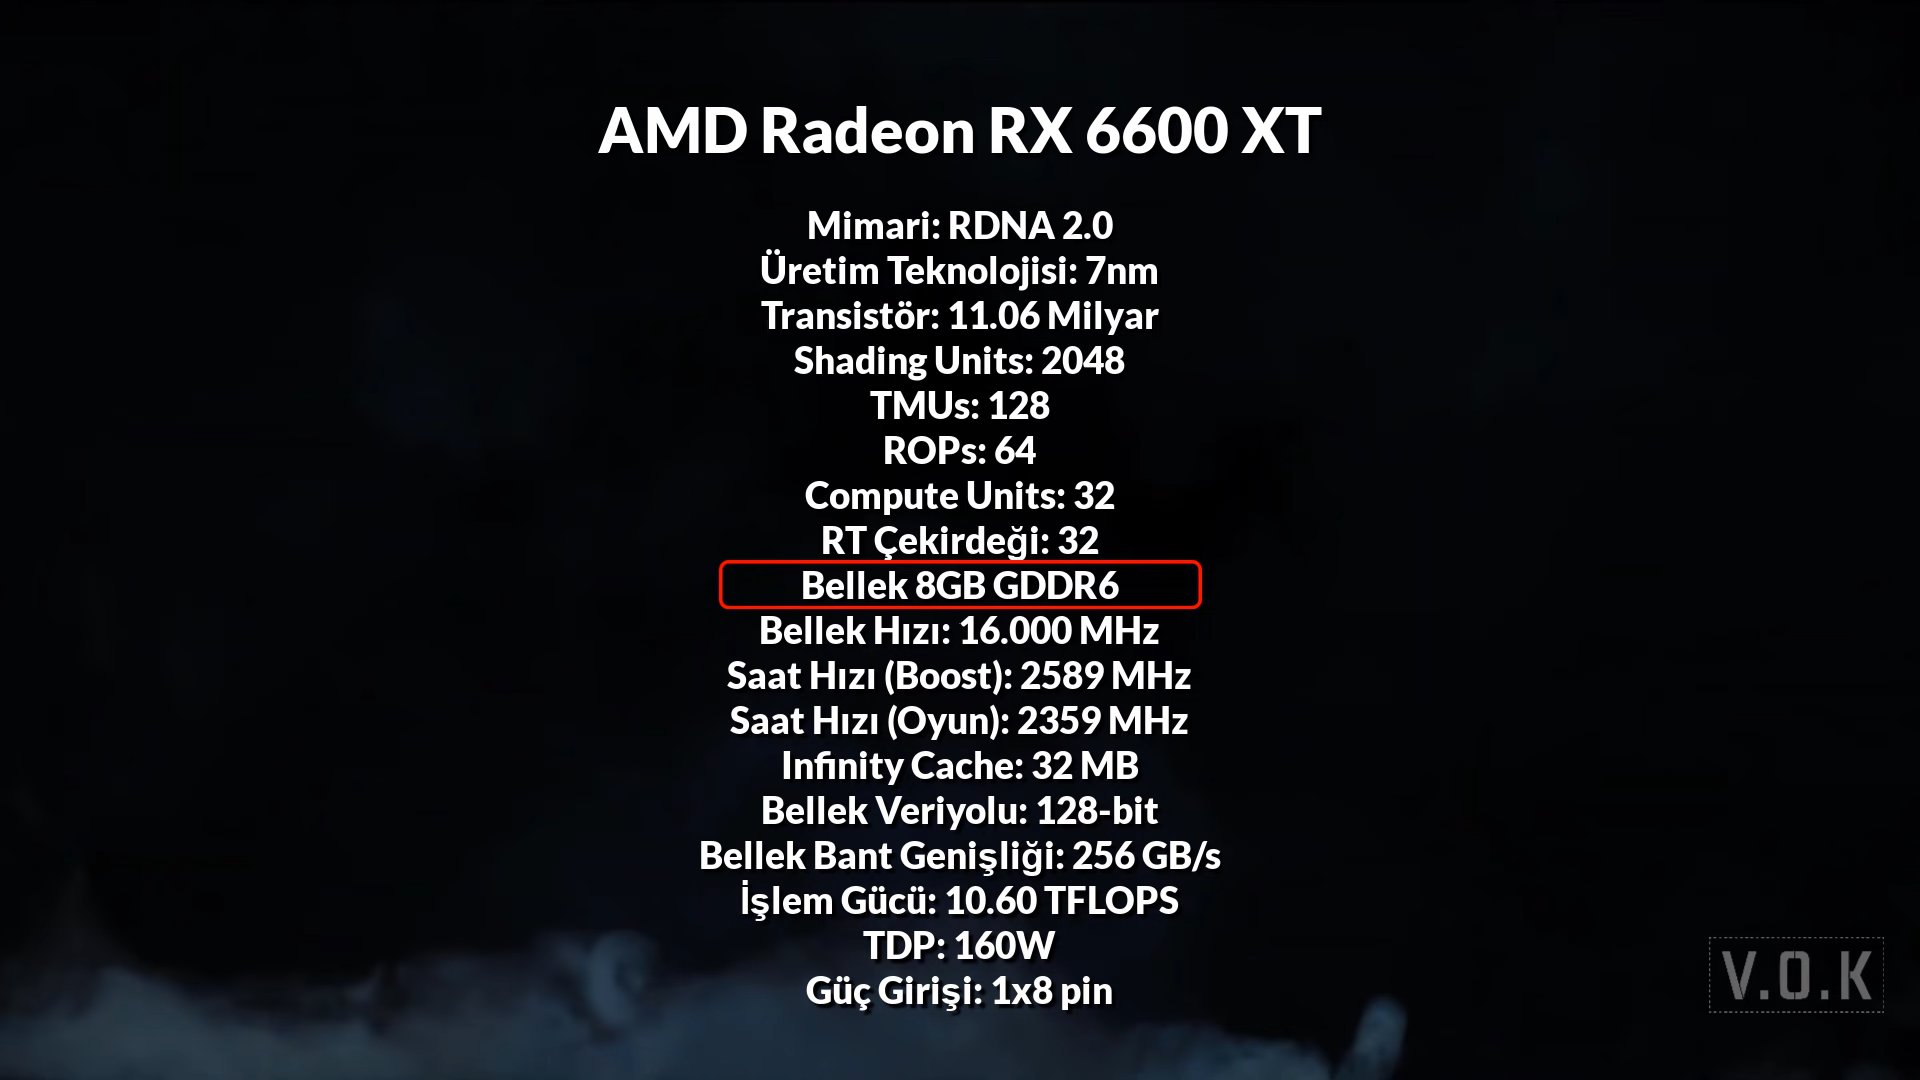 AMD Radeon RX 6600 XT
Mimari: RDNA 2.0
Üretim Teknolojisi: 7nm
Transistör: 11.06 Milyar
Shading Units: 2048
TMUs: 128
ROPs: 64
Compute Units: 32
RT Çekirdeği: 32
Bellek 8GB GDDR6
Bellek Hızı: 16.000 MHz
Saat Hızı (Boost): 2589 MHz
Saat Hızı (Oyun): 2359 MHz
Infinity Cache: 32 MB
Bellek Veriyolu: 128-bit
Bellek Bant Genişliği: 256 GB/s
İşlem Gücü: 10.60 TFLOPS
TDP: 160W
Güç Girişi: 1x8 pin
V.O.K